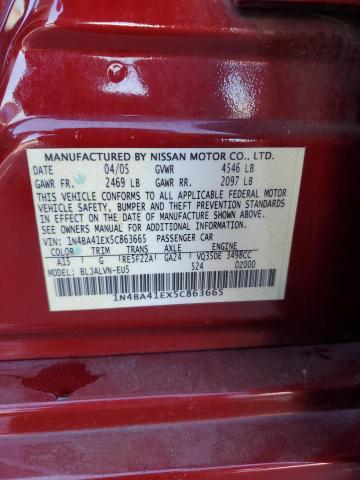 MANUFACTURED BY NISSAN MOTOR CO., LTD.
DATE 04/05 GVWR 4546 LB
GAWR FR. 2469 LB GAWR RR. 2097 LB
THIS VEHICLE CONFORMS TO ALL APPLICABLE FEDERAL MOTOR
VEHICLE SAFETY, BUMPER AND THEFT PREVENTION
STANDARDS IN EFFECT ON THE DATE OF MANUFACTURE SHOWN ABOVE.
SEE OWNERS MANUAL FOR ADDITIONAL INFORMATION
VIN: 1N4BA41EX5C863665 PASSENGER CAR
COLOR TRIM TRANS AXLE ENGINE
A15 G RE5F22A GA24 VQ35DE 3498CC
MODEL: BLJALVN-EU5 524 0Z000
1N4BA41EX5C863665